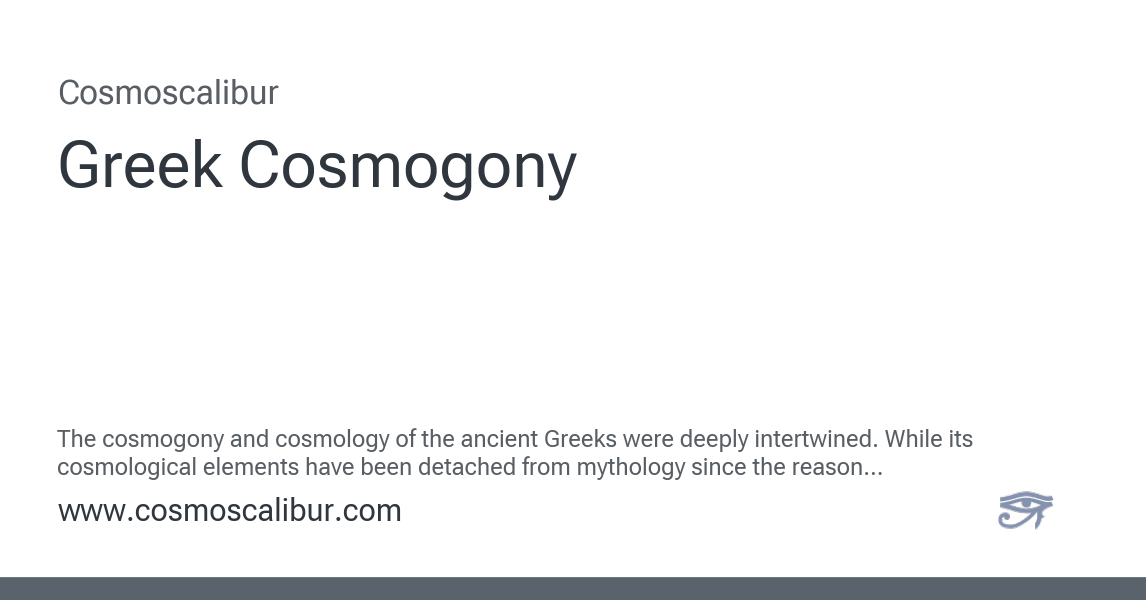 Cosmoscalibur
Greek Cosmogony
The cosmogony and cosmology of the ancient Greeks were deeply intertwined. While its
cosmological elements have been detached from mythology since the reason...
www.cosmoscalibur.com